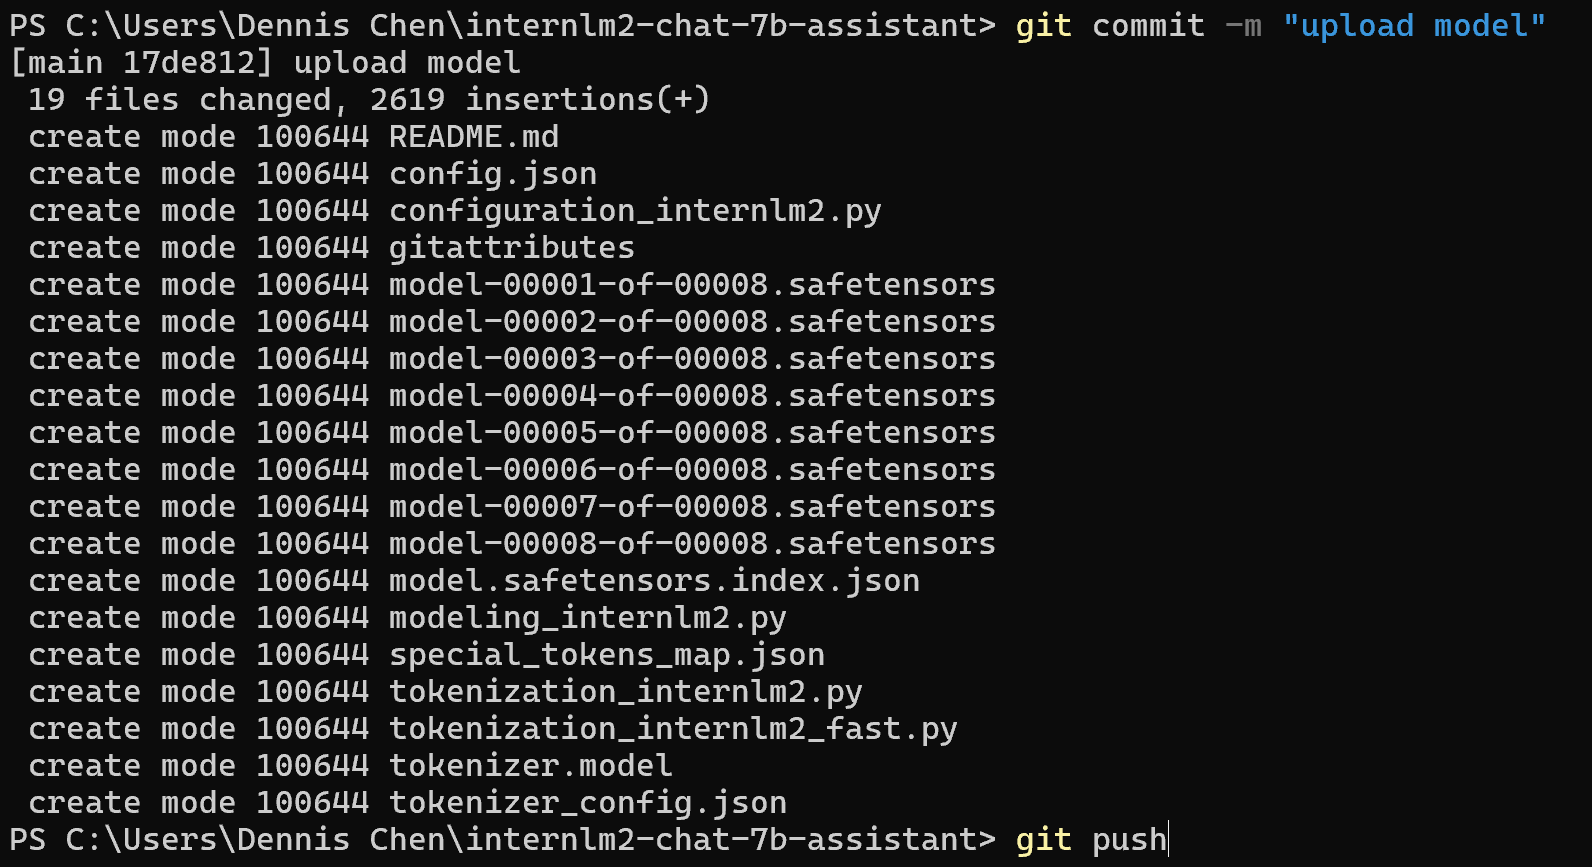 PS C:\Users\Dennis Chen\internlm2-chat-7b-assistant> git commit -m "upload model"
[main 17de812] upload model
 19 files changed, 2619 insertions(+)
 create mode 100644 README.md
 create mode 100644 config.json
 create mode 100644 configuration_internlm2.py
 create mode 100644 gitattributes
 create mode 100644 model-00001-of-00008.safetensors
 create mode 100644 model-00002-of-00008.safetensors
 create mode 100644 model-00003-of-00008.safetensors
 create mode 100644 model-00004-of-00008.safetensors
 create mode 100644 model-00005-of-00008.safetensors
 create mode 100644 model-00006-of-00008.safetensors
 create mode 100644 model-00007-of-00008.safetensors
 create mode 100644 model-00008-of-00008.safetensors
 create mode 100644 model.safetensors.index.json
 create mode 100644 modeling_internlm2.py
 create mode 100644 special_tokens_map.json
 create mode 100644 tokenization_internlm2.py
 create mode 100644 tokenization_internlm2_fast.py
 create mode 100644 tokenizer.model
 create mode 100644 tokenizer_config.json
PS C:\Users\Dennis Chen\internlm2-chat-7b-assistant> git push